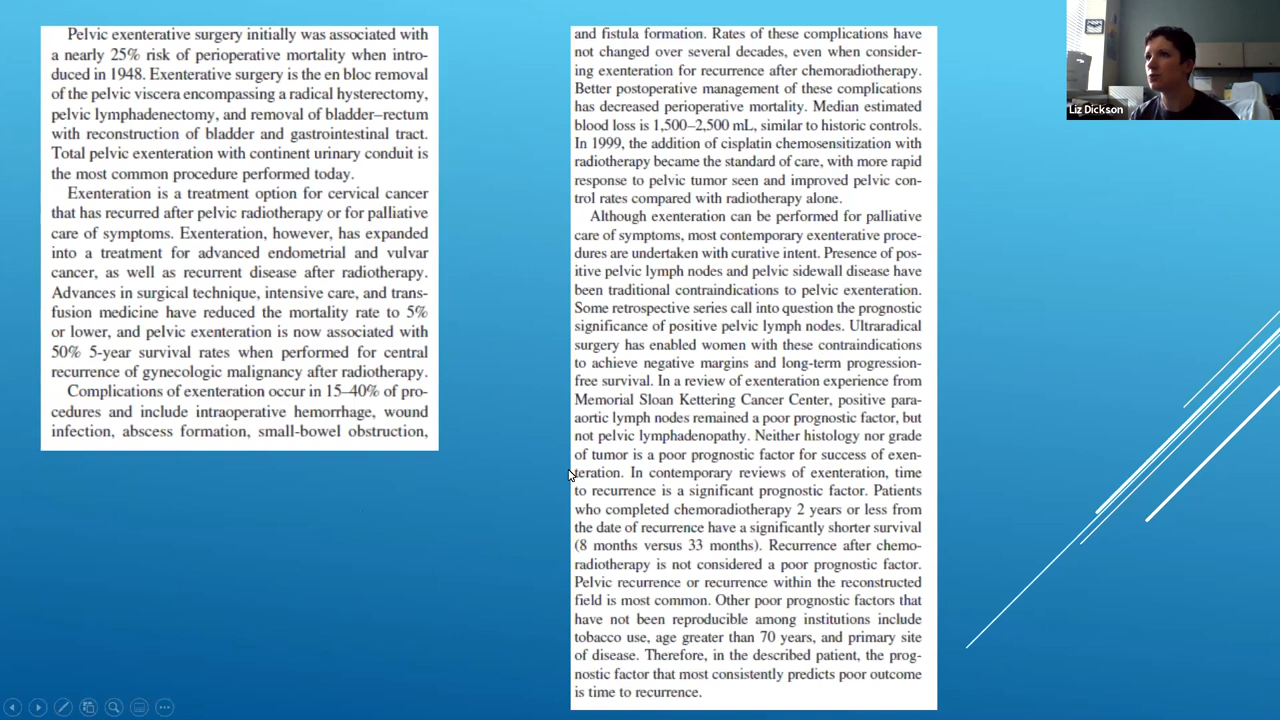 Pelvic exenterative surgery initially was associated with
a nearly 25% risk of perioperative mortality when intro-
duced in 1948. Exenterative surgery is the en bloc removal
of the pelvic viscera encompassing a radical hysterectomy,
pelvic lymphadenectomy, and removal of bladder–rectum
with reconstruction of bladder and gastrointestinal tract.
Total pelvic exenteration with continent urinary conduit is
the most common procedure performed today.
Exenteration is a treatment option for cervical cancer
that has recurred after pelvic radiotherapy or for palliative
care of symptoms. Exenteration, however, has expanded
into a treatment for advanced endometrial and vulvar
cancer, as well as recurrent disease after radiotherapy.
Advances in surgical technique, intensive care, and trans-
fusion medicine have reduced the mortality rate to 5%
or lower, and pelvic exenteration is now associated with
50% 5-year survival rates when performed for central
recurrence of gynecologic malignancy after radiotherapy.
Complications of exenteration occur in 15–40% of pro-
cedures and include intraoperative hemorrhage, wound
infection, abscess formation, small-bowel obstruction,
and fistula formation. Rates of these complications have
not changed over several decades, even when consider-
ing exenteration for recurrence after chemoradiotherapy.
Better postoperative management of these complications
has decreased perioperative mortality. Median estimated
blood loss is 1,500–2,500 mL, similar to historic controls.
In 1999, the addition of cisplatin chemosensitization with
radiotherapy became the standard of care, with more rapid
response to pelvic tumor seen and improved pelvic con-
trol rates compared with radiotherapy alone.
Although exenteration can be performed for palliative
care of symptoms, most contemporary exenterative proce-
dures are undertaken with curative intent. Presence of pos-
itive pelvic lymph nodes and pelvic sidewall disease have
been traditional contraindications to pelvic exenteration.
Some retrospective series call into question the prognostic
significance of positive pelvic lymph nodes. Ultraradical
surgery has enabled women with these contraindications
to achieve negative margins and long-term progression-
free survival. In a review of exenteration experience from
Memorial Sloan Kettering Cancer Center, positive para-
aortic lymph nodes remained a poor prognostic factor, but
not pelvic lymphadenopathy. Neither histology nor grade
of tumor is a poor prognostic factor for success of exen-
teration. In contemporary reviews of exenteration, time
to recurrence is a significant prognostic factor. Patients
who completed chemoradiotherapy 2 years or less from
the date of recurrence have a significantly shorter survival
(8 months versus 33 months). Recurrence after chemo-
radiotherapy is not considered a poor prognostic factor.
Pelvic recurrence or recurrence within the reconstructed
field is most common. Other poor prognostic factors that
have not been reproducible among institutions include
tobacco use, age greater than 70 years, and primary site
of disease. Therefore, in the described patient, the prog-
nostic factor that most consistently predicts poor outcome
is time to recurrence.
Liz Dickson